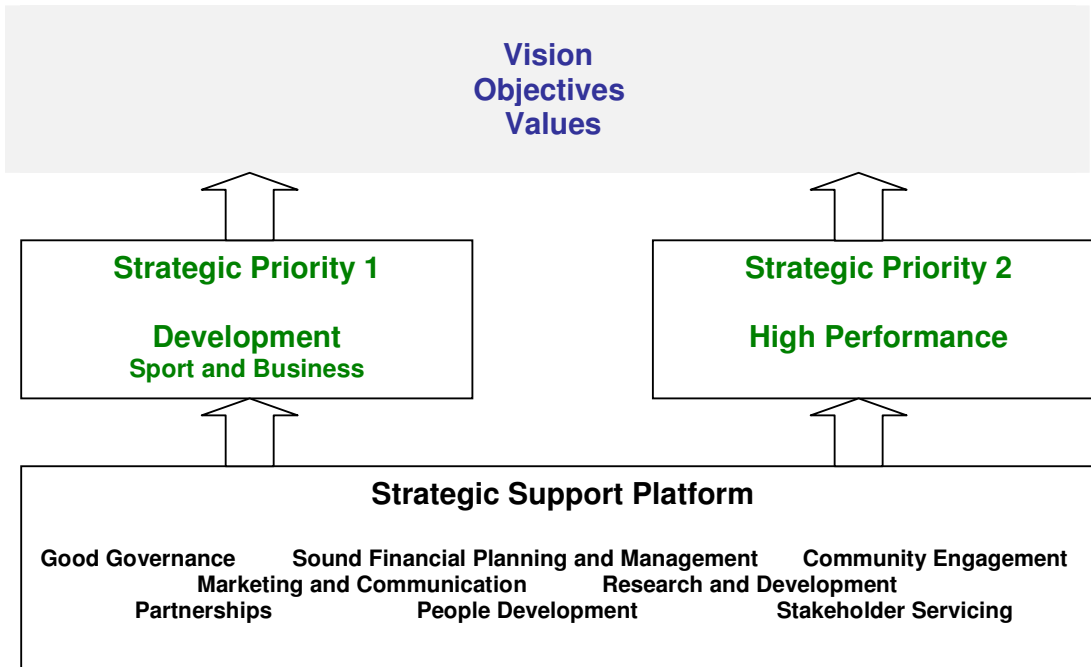 Vision
Objectives
Values
Strategic Priority 1
Development
Sport and Business
Strategic Priority 2
High Performance
Strategic Support Platform
Good Governance Sound Financial Planning and Management Community Engagement
Marketing and Communication Research and Development
Partnerships People Development Stakeholder Servicing